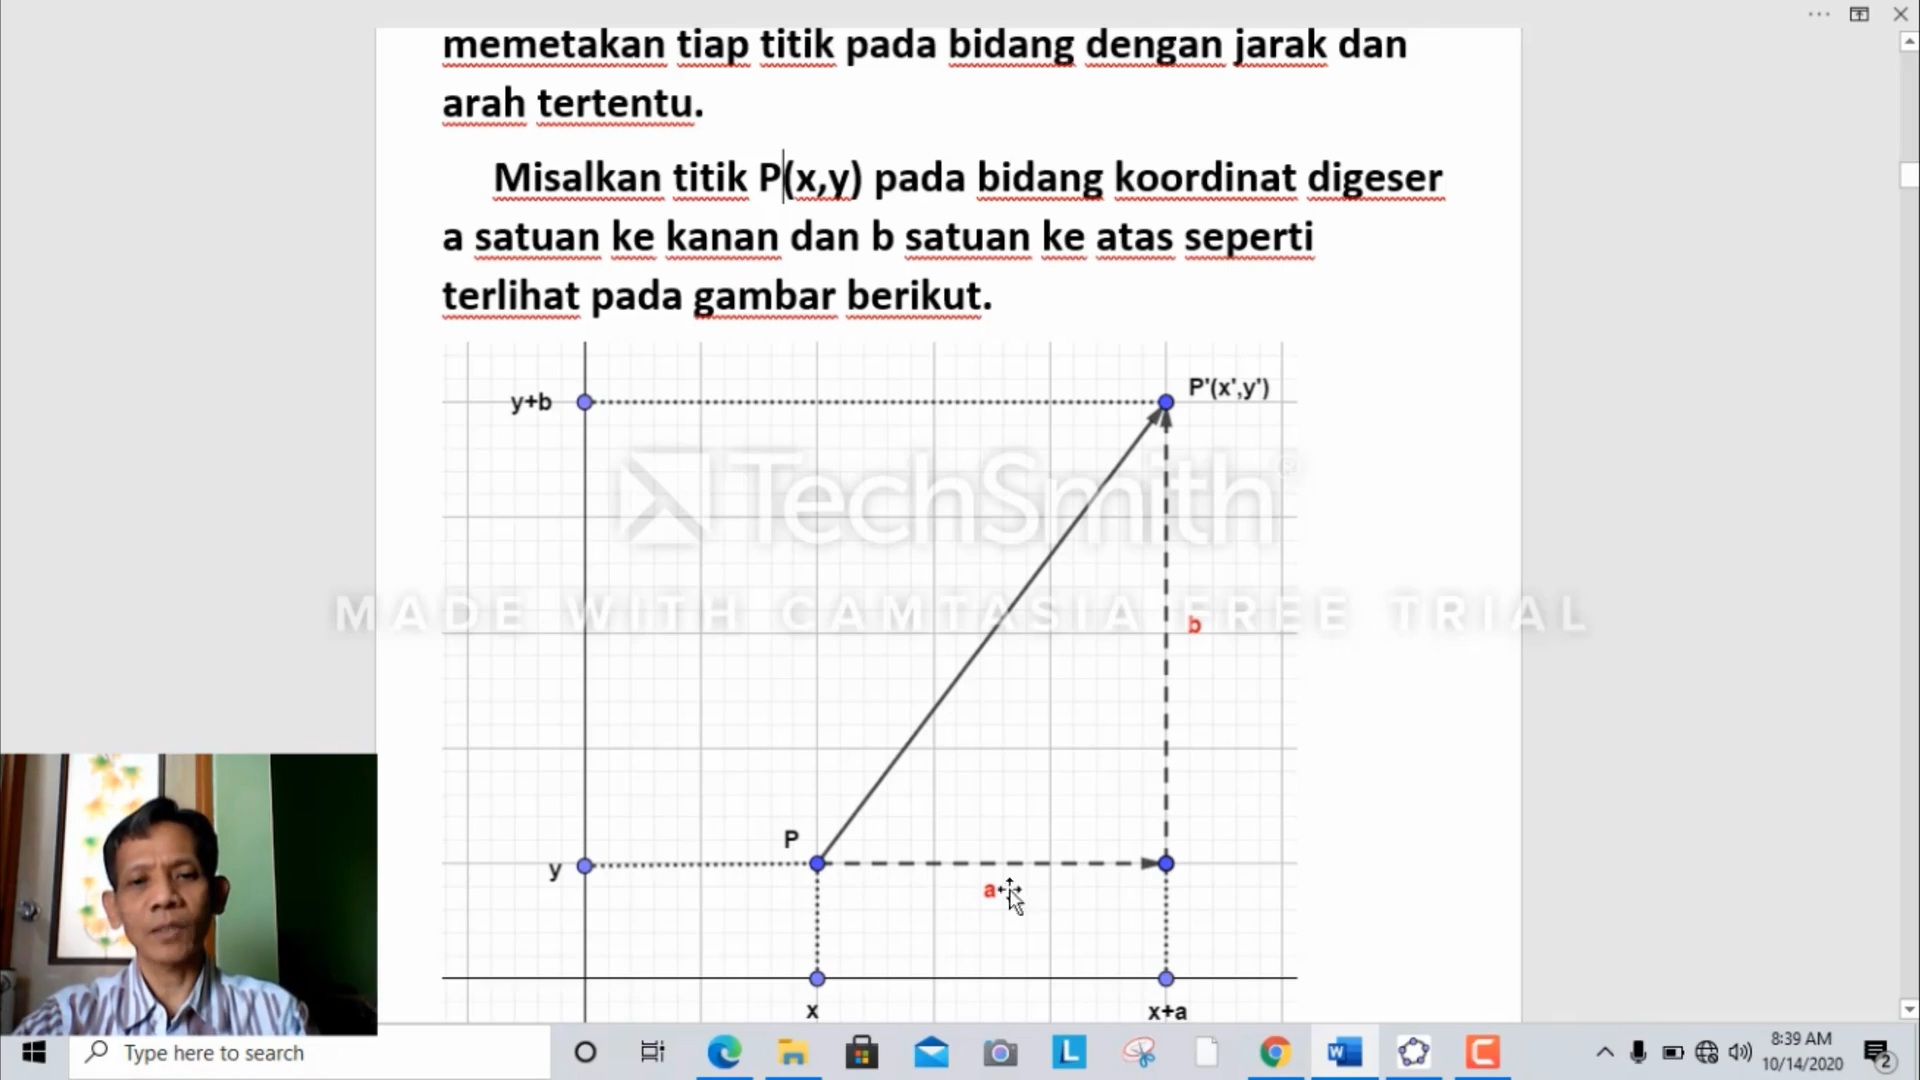 memetakan tiap titik pada bidang dengan jarak dan
arah tertentu.
Misalkan titik P(x,y) pada bidang koordinat digeser
a satuan ke kanan dan b satuan ke atas seperti
terlihat pada gambar berikut.
P'(x',y')
y+b
TechSmith®
MADE WITH CAMTASIA FREE TRIAL
b
P
y
a
x
x+a
Type here to search
L
W
C
8:39 AM
10/14/2020
2